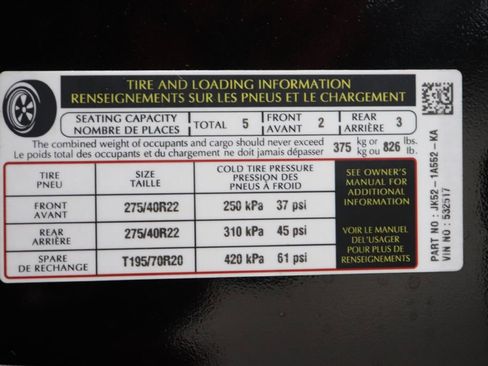 TIRE AND LOADING INFORMATION
RENSEIGNEMENTS SUR LES PNEUS ET LE CHARGEMENT
SEATING CAPACITY
NOMBRE DE PLACES
TOTAL 5
FRONT
AVANT 2
REAR
ARRIÈRE 3
The combined weight of occupants and cargo should never exceed
Le poids total des occupants et du chargement ne doit jamais dépasser
375 kg or 826 lbs.
kg ou lb.
TIRE
PNEU
SIZE
TAILLE
COLD TIRE PRESSURE
PRESSION DES
PNEUS À FROID
FRONT
AVANT
275/40R22
250 kPa 37 psi
REAR
ARRIÈRE
275/40R22
310 kPa 45 psi
SPARE
DE RECHANGE
T195/70R20
420 kPa 61 psi
SEE OWNER'S
MANUAL FOR
ADDITIONAL
INFORMATION
VOIR LE MANUEL
DE L'USAGER
POUR PLUS DE
RENSEIGNEMENTS
PART NO : JK52-1A552-KA
VIN NO : 532517